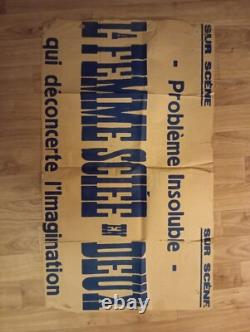 SUR SCÈNE SUR SCÈNE
- Problème Insoluble -
LA FEMME SCIÉE EN DEUX
qui déconcerte l'Imagination